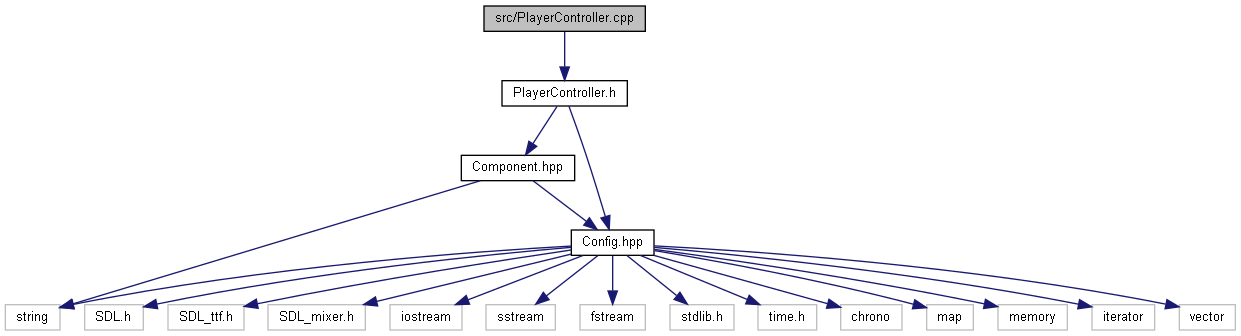 src/PlayerController.cpp
PlayerController.h
Component.hpp
Config.hpp
string
SDL.h
SDL_ttf.h
SDL_mixer.h
iostream
sstream
fstream
stdlib.h
time.h
chrono
map
memory
iterator
vector